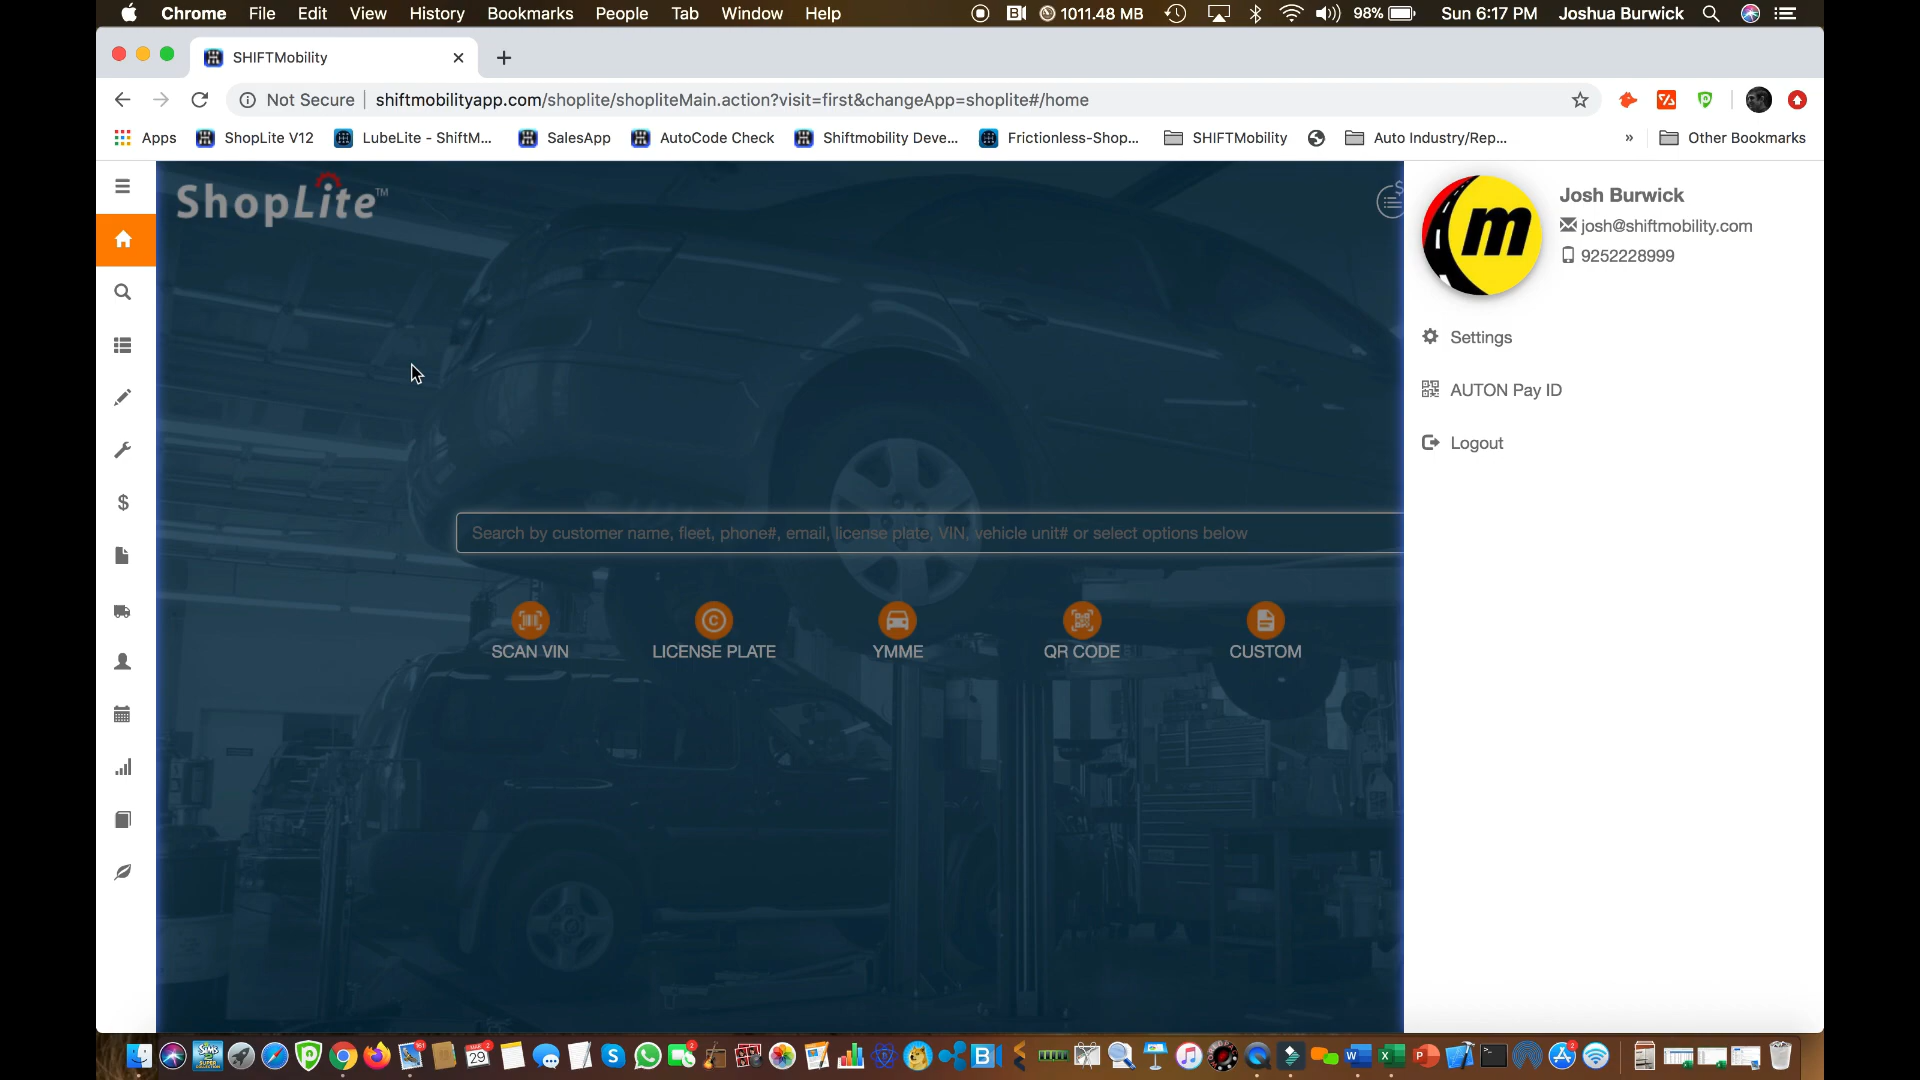 Chrome File Edit View History Bookmarks People Tab Window Help 1011.48 MB 98% Sun 6:17 PM Joshua Burwick
SHIFTMobility
Not Secure shiftmobilityapp.com/shoplite/shopliteMain.action?visit=first&changeApp=shoplite#/home
Apps ShopLite V12 LubeLite - ShiftM... SalesApp AutoCode Check Shiftmobility Deve... Frictionless-Shop... SHIFTMobility Auto Industry/Rep... » Other Bookmarks
ShopLite™
m
Josh Burwick
josh@shiftmobility.com
9252228999
Settings
AUTON Pay ID
Logout
Search by customer name, fleet, phone#, email, license plate, VIN, vehicle unit# or select options below
SCAN VIN LICENSE PLATE YMME QR CODE CUSTOM